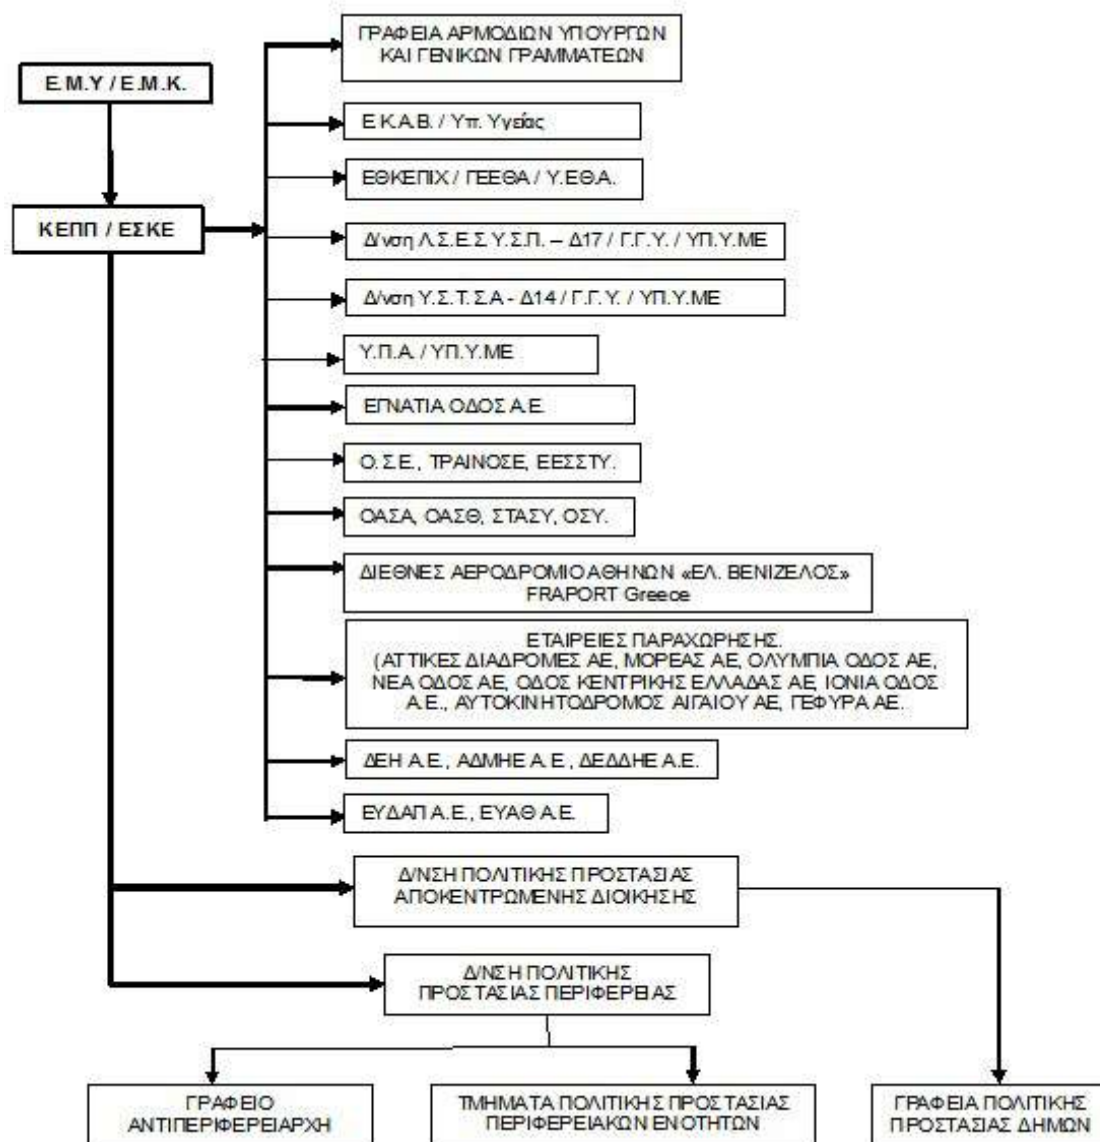 ΓΡΑΦΕΙΑ ΑΡΜΟΔΙΩΝ ΥΠΟΥΡΓΩΝ
ΚΑΙ ΓΕΝΙΚΩΝ ΓΡΑΜΜΑΤΕΩΝ
Ε.Μ.Υ / Ε.Μ.Κ.
Ε.Κ.Α.Β. / Υπ. Υγείας
ΕΘΚΕΠΙΧ / ΓΕΕΘΑ / Υ.ΕΘ.Α.
ΚΕΠΠ / ΕΣΚΕ
Δ/νση Λ.Σ.Ε.Σ.Υ.Σ.Π. – Δ17 / Γ.Γ.Υ. / ΥΠ.Υ.ΜΕ
Δ/νση Υ.Σ.Τ.Σ.Α - Δ14 / Γ.Γ.Υ. / ΥΠ.Υ.ΜΕ
Υ.Π.Α. / ΥΠ.Υ.ΜΕ
ΕΓΝΑΤΙΑ ΟΔΟΣ Α.Ε.
Ο.Σ.Ε., ΤΡΑΙΝΟΣΕ, ΕΕΣΣΤΥ.
ΟΑΣΑ, ΟΑΣΘ, ΣΤΑΣΥ, ΟΣΥ.
ΔΙΕΘΝΕΣ ΑΕΡΟΔΡΟΜΙΟ ΑΘΗΝΩΝ «ΕΛ. ΒΕΝΙΖΕΛΟΣ»
FRAPORT Greece
ΕΤΑΙΡΕΙΕΣ ΠΑΡΑΧΩΡΗΣΗΣ.
(ΑΤΤΙΚΕΣ ΔΙΑΔΡΟΜΕΣ ΑΕ, ΜΟΡΕΑΣ ΑΕ, ΟΛΥΜΠΙΑ ΟΔΟΣ ΑΕ,
ΝΕΑ ΟΔΟΣ ΑΕ, ΟΔΟΣ ΚΕΝΤΡΙΚΗΣ ΕΛΛΑΔΑΣ ΑΕ, ΙΟΝΙΑ ΟΔΟΣ
Α.Ε., ΑΥΤΟΚΙΝΗΤΟΔΡΟΜΟΣ ΑΙΓΑΙΟΥ ΑΕ, ΓΕΦΥΡΑ ΑΕ.
ΔΕΗ Α.Ε., ΑΔΜΗΕ Α.Ε., ΔΕΔΔΗΕ Α.Ε.
ΕΥΔΑΠ Α.Ε., ΕΥΑΘ Α.Ε.
Δ/ΝΣΗ ΠΟΛΙΤΙΚΗΣ ΠΡΟΣΤΑΣΙΑΣ
ΑΠΟΚΕΝΤΡΩΜΕΝΗΣ ΔΙΟΙΚΗΣΗΣ
Δ/ΝΣΗ ΠΟΛΙΤΙΚΗΣ
ΠΡΟΣΤΑΣΙΑΣ ΠΕΡΙΦΕΡΕΙΑΣ
ΓΡΑΦΕΙΟ
ΑΝΤΙΠΕΡΙΦΕΡΕΙΑΡΧΗ
ΤΜΗΜΑΤΑ ΠΟΛΙΤΙΚΗΣ ΠΡΟΣΤΑΣΙΑΣ
ΠΕΡΙΦΕΡΕΙΑΚΩΝ ΕΝΟΤΗΤΩΝ
ΓΡΑΦΕΙΑ ΠΟΛΙΤΙΚΗΣ
ΠΡΟΣΤΑΣΙΑΣ ΔΗΜΩΝ